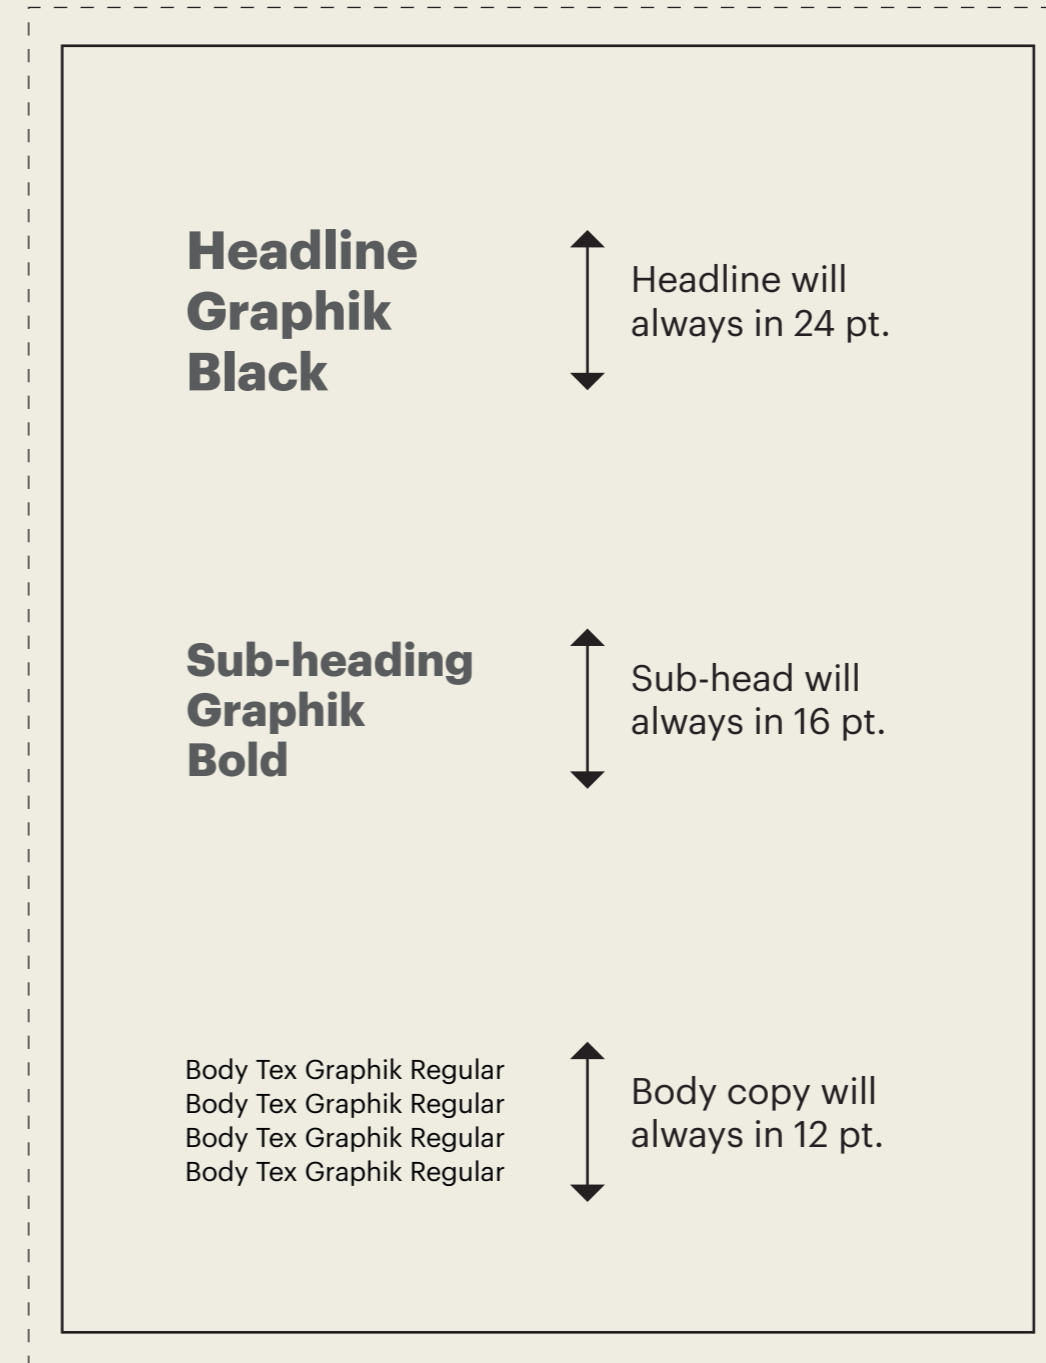 Headline
Graphik
Black
Headline will
always in 24 pt.
Sub-heading
Graphik
Bold
Sub-head will
always in 16 pt.
Body Tex Graphik Regular
Body Tex Graphik Regular
Body Tex Graphik Regular
Body Tex Graphik Regular
Body copy will
always in 12 pt.